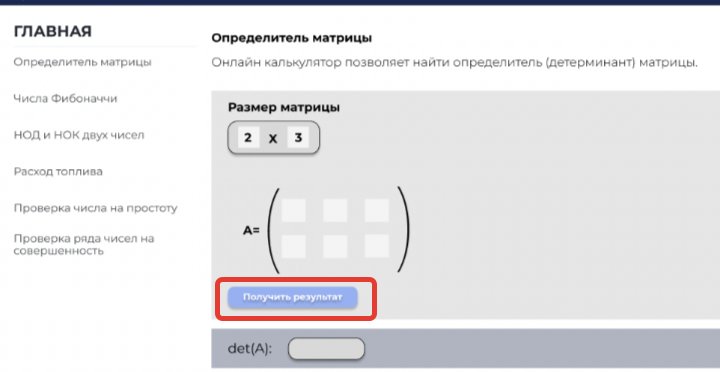 ГЛАВНАЯ
Определитель матрицы
Числа Фибоначчи
НОД и НОК двух чисел
Расход топлива
Проверка числа на простоту
Проверка ряда чисел на
совершенность
Определитель матрицы
Онлайн калькулятор позволяет найти определитель (детерминант) матрицы.
Размер матрицы
2 X 3
A=
Получить результат
det(A):